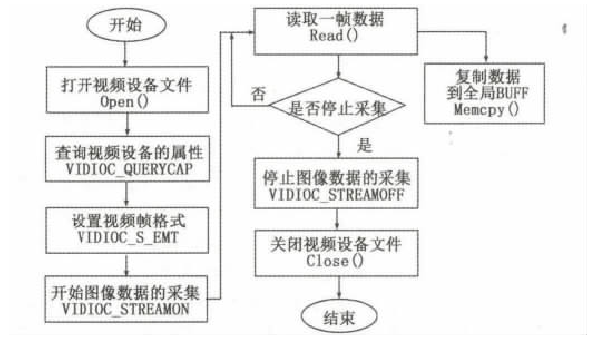 开始
打开视频设备文件
Open()
查询视频设备的属性
VIDIOC_QUERYCAP
设置视频帧格式
VIDIOC_S_EMT
开始图像数据的采集
VIDIOC_STREAMON
读取一帧数据
Read()
复制数据
到全局BUFF
Memcpy()
否
是否停止采集
是
停止图像数据的采集
VIDIOC_STREAMOFF
关闭视频设备文件
Close()
结束